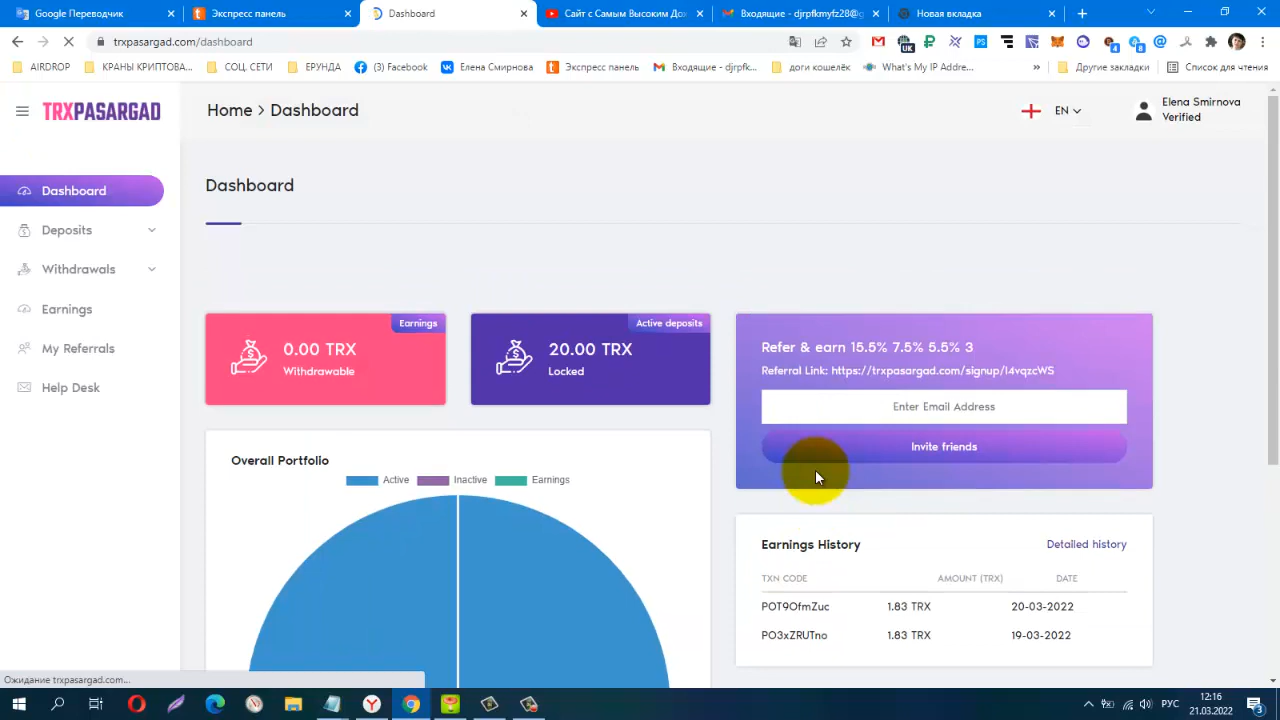 Google Переводчик
Экспресс панель
Dashboard
Сайт с Самым Высоким До
Входящие - djrpfkmyfz28@g
Новая вкладка
trxpasargad.com/dashboard
AIRDROP
КРАНЫ КРИПТОВА...
СОЦ. СЕТИ
ЕРУНДА
(3) Facebook
Елена Смирнова
Экспресс панель
Входящие - djrpfk...
доги кошелёк
What's My IP Addre...
»
Другие закладки
Список для чтения
TRXPASARGAD
Home > Dashboard
EN
Elena Smirnova
Verified
Dashboard
Deposits
Withdrawals
Earnings
My Referrals
Help Desk
Dashboard
Earnings
0.00 TRX
Withdrawable
Active deposits
20.00 TRX
Locked
Refer & earn 15.5% 7.5% 5.5% 3
Referral Link: https://trxpasargad.com/signup/I4vqzcWS
Enter Email Address
Invite friends
Overall Portfolio
Active Inactive Earnings
Earnings History
Detailed history
TXN CODE AMOUNT (TRX) DATE
POT9OfmZuc 1.83 TRX 20-03-2022
PO3xZRUTno 1.83 TRX 19-03-2022
Ожидание trxpasargad.com...
РУС
12:16
21.03.2022